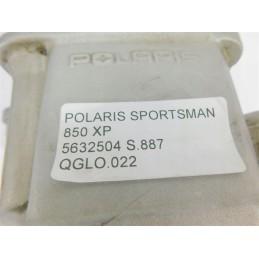 POLARIS
POLARIS SPORTSMAN
850 XP
5632504 S.887
QGLO.022